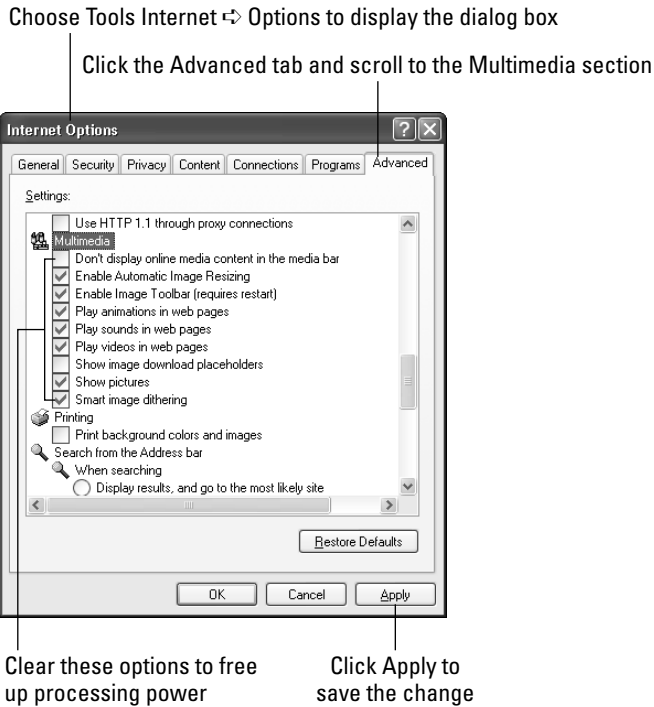 Choose Tools Internet ➪ Options to display the dialog box
Click the Advanced tab and scroll to the Multimedia section
Internet Options
General Security Privacy Content Connections Programs Advanced
Settings:
Use HTTP 1.1 through proxy connections
Multimedia
Don't display online media content in the media bar
Enable Automatic Image Resizing
Enable Image Toolbar (requires restart)
Play animations in web pages
Play sounds in web pages
Play videos in web pages
Show image download placeholders
Show pictures
Smart image dithering
Printing
Print background colors and images
Search from the Address bar
When searching
Display results, and go to the most likely site
Restore Defaults
OK Cancel Apply
Clear these options to free
up processing power
Click Apply to
save the change